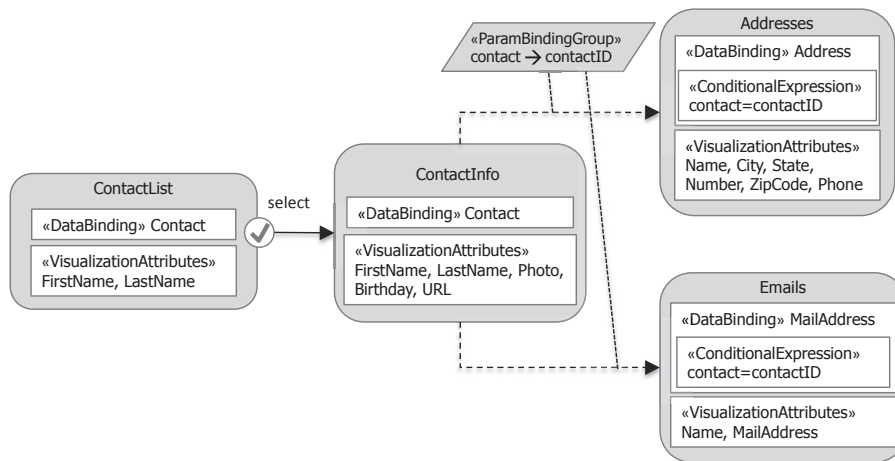 «ParamBindingGroup»
contact → contactID
Addresses
«DataBinding» Address
«ConditionalExpression»
contact=contactID
«VisualizationAttributes»
Name, City, State,
Number, ZipCode, Phone
ContactList
«DataBinding» Contact
«VisualizationAttributes»
FirstName, LastName
select
ContactInfo
«DataBinding» Contact
«VisualizationAttributes»
FirstName, LastName, Photo,
Birthday, URL
Emails
«DataBinding» MailAddress
«ConditionalExpression»
contact=contactID
«VisualizationAttributes»
Name, MailAddress